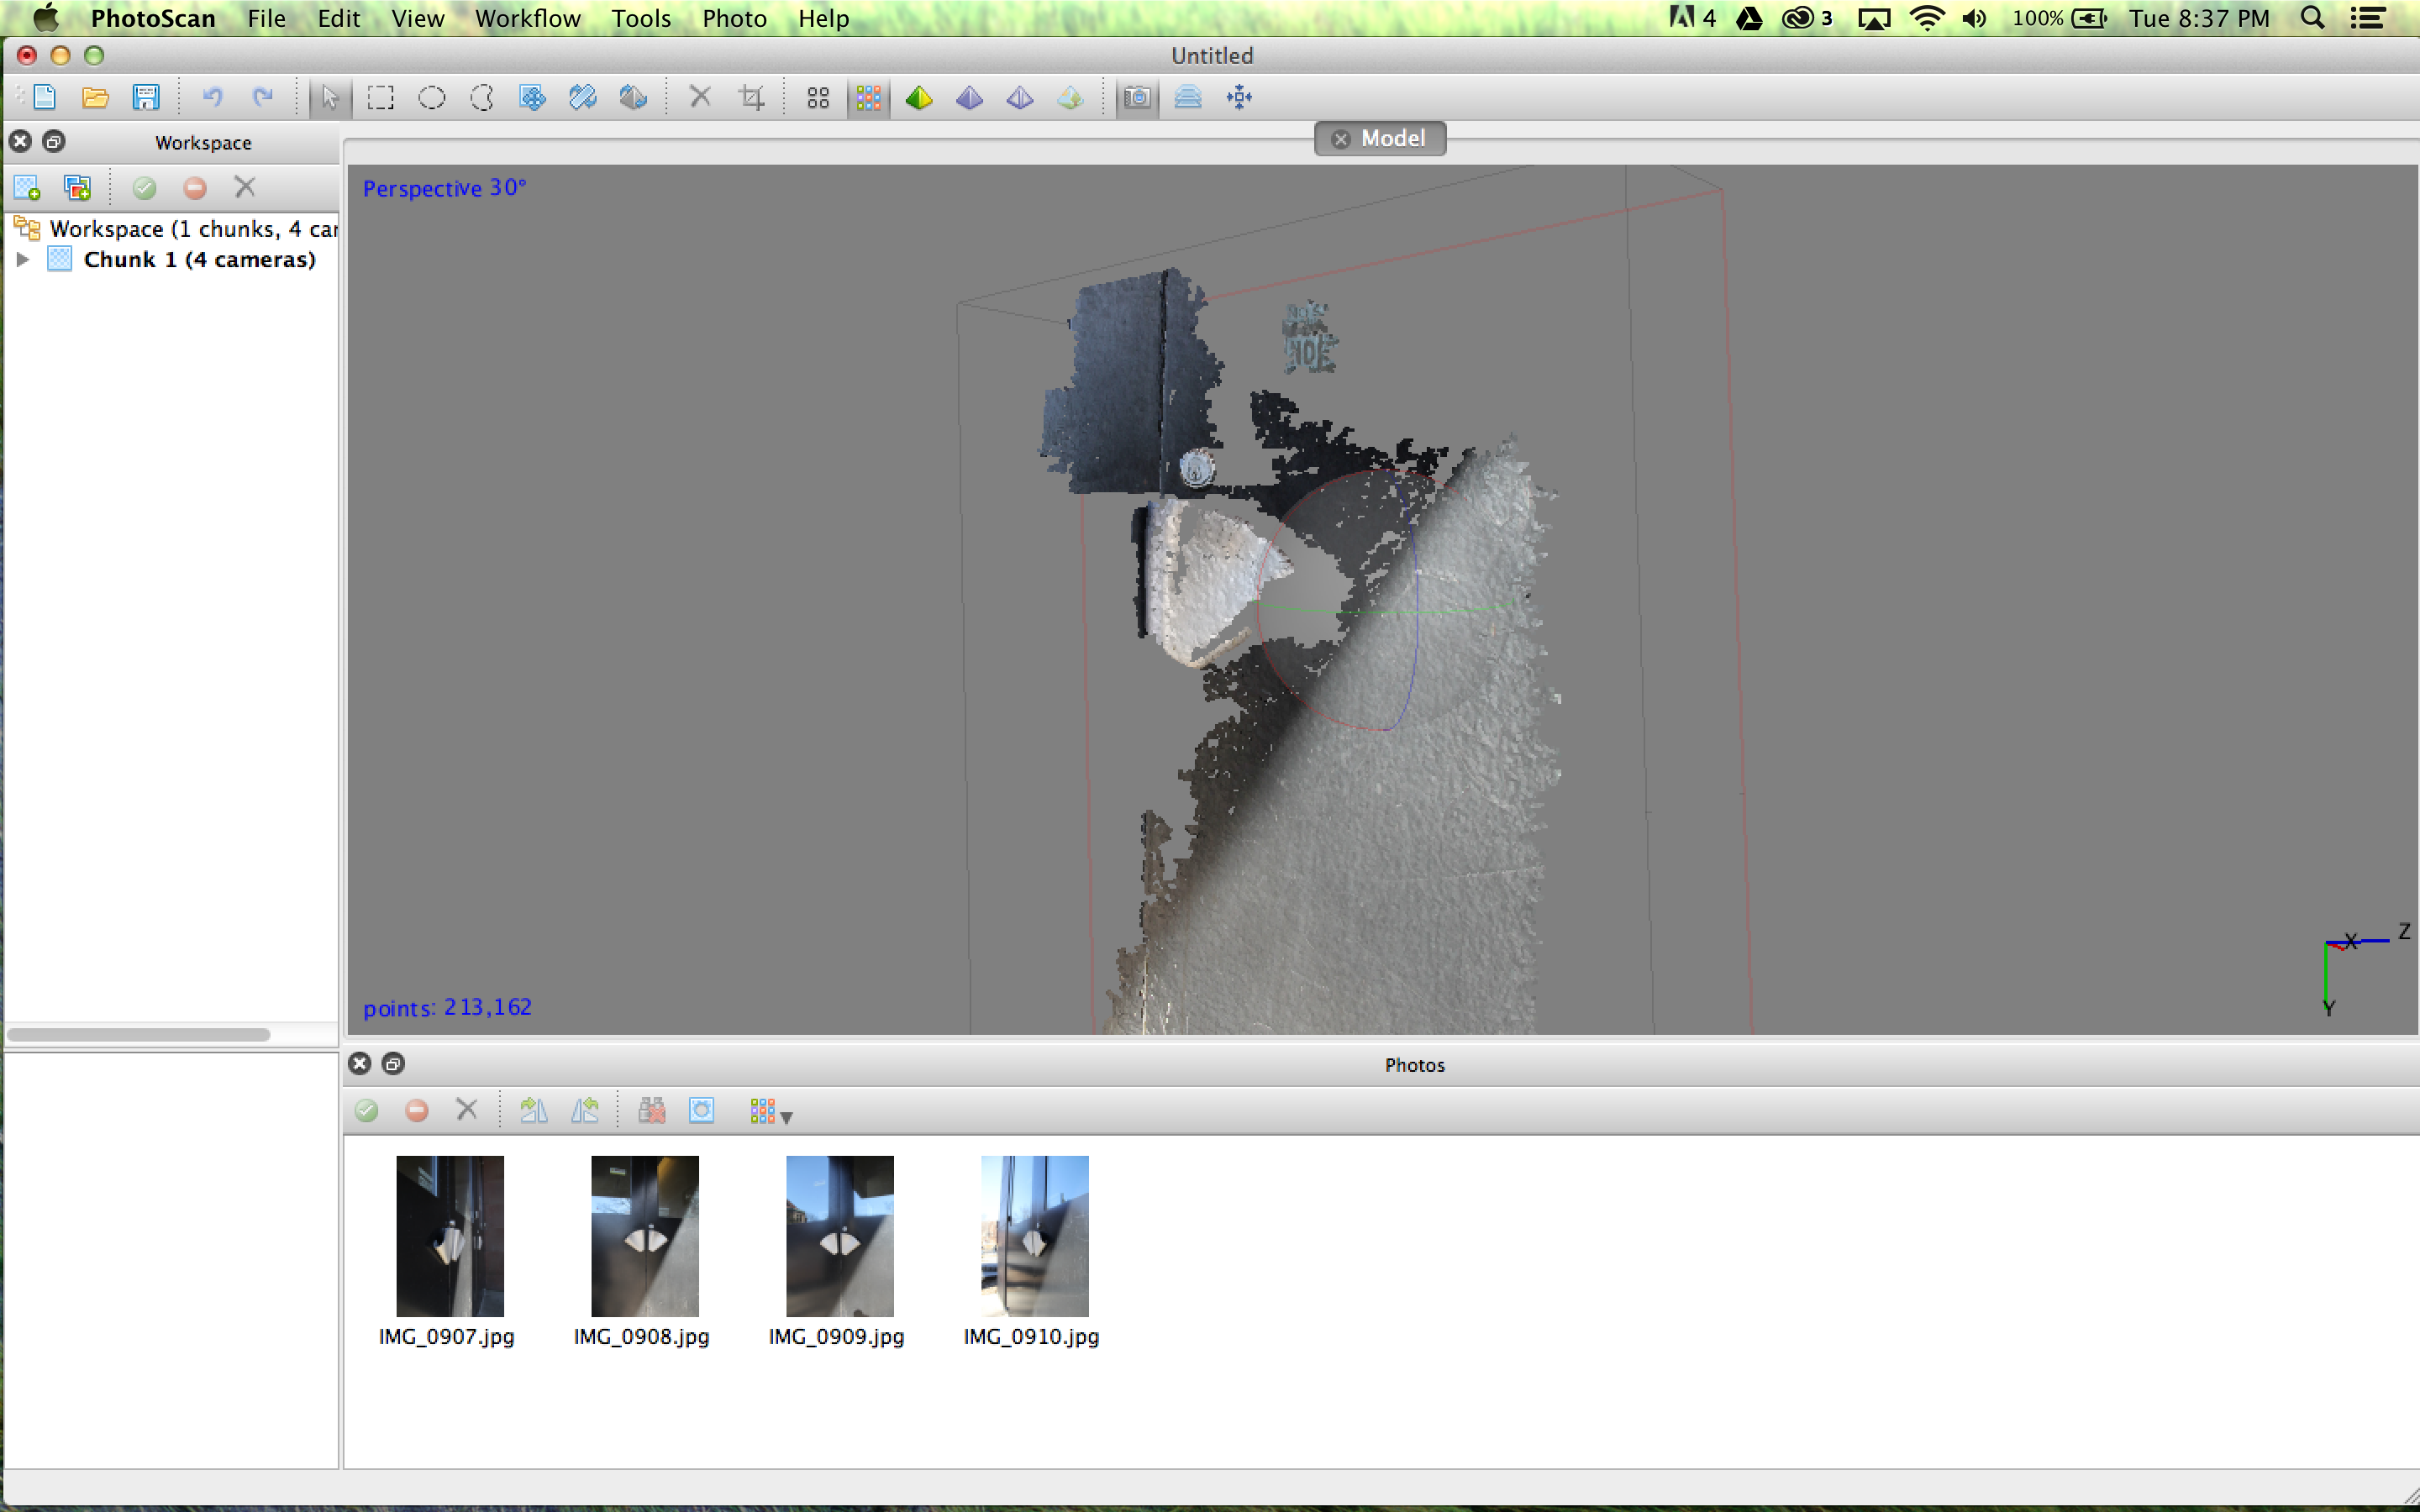 PhotoScan File Edit View Workflow Tools Photo Help 4 3 100% Tue 8:37 PM
Untitled
Workspace
Model
Workspace (1 chunks, 4 car
Chunk 1 (4 cameras)
Perspective 30°
points: 213,162
X
Z
Y
Photos
IMG_0907.jpg IMG_0908.jpg IMG_0909.jpg IMG_0910.jpg